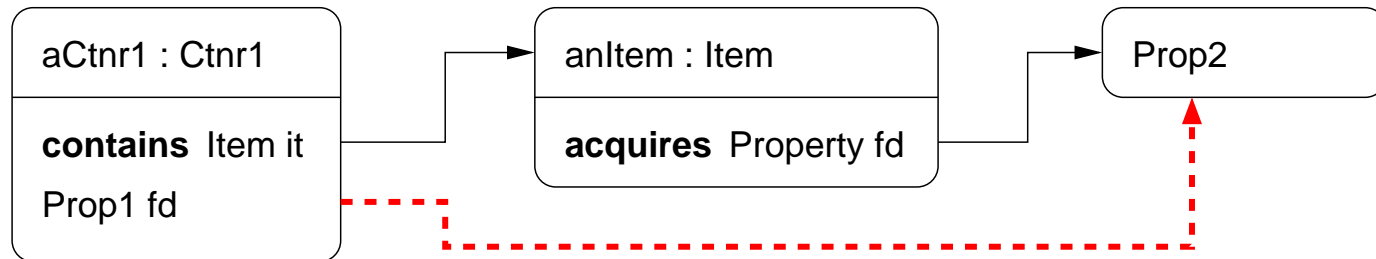 aCtnr1 : Ctnr1
contains Item it
Prop1 fd
anItem : Item
acquires Property fd
Prop2